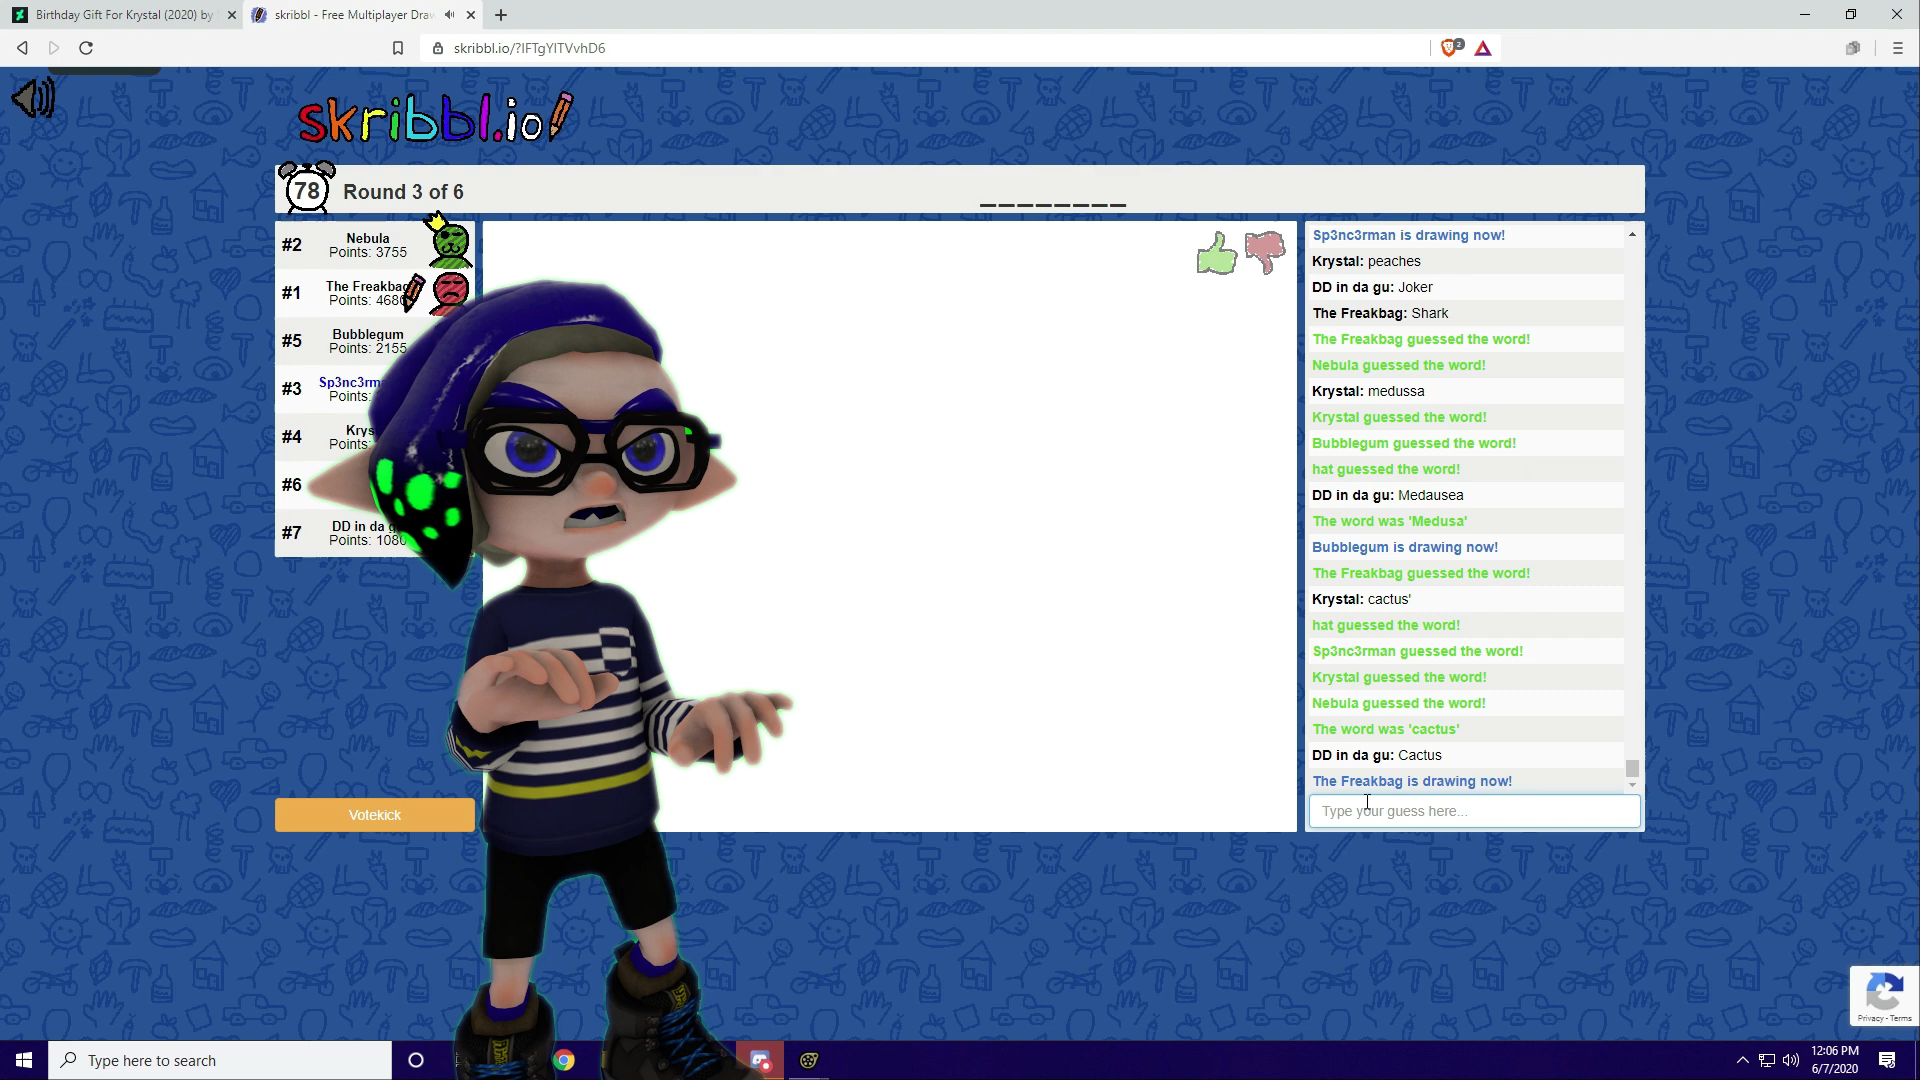 Birthday Gift For Krystal (2020) by
skribbl - Free Multiplayer Draw
skribbl.io/?IFTgYITVvhD6
2
skribbl.io
78
Round 3 of 6
________
#2
Nebula
Points: 3755
#1
The Freakbag
Points: 4680
#5
Bubblegum
Points: 2155
#3
Sp3nc3rm
Points:
#4
Krys
Points:
#6
#7
DD in da g
Points: 1080
Votekick
Sp3nc3rman is drawing now!
Krystal: peaches
DD in da gu: Joker
The Freakbag: Shark
The Freakbag guessed the word!
Nebula guessed the word!
Krystal: medussa
Krystal guessed the word!
Bubblegum guessed the word!
hat guessed the word!
DD in da gu: Medausea
The word was 'Medusa'
Bubblegum is drawing now!
The Freakbag guessed the word!
Krystal: cactus'
hat guessed the word!
Sp3nc3rman guessed the word!
Krystal guessed the word!
Nebula guessed the word!
The word was 'cactus'
DD in da gu: Cactus
The Freakbag is drawing now!
Type your guess here...
Privacy - Terms
Type here to search
12:06 PM
6/7/2020